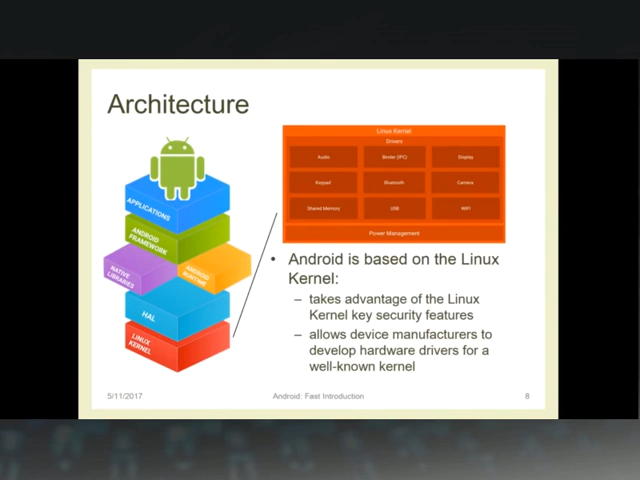 Architecture
APPLICATIONS
ANDROID
FRAMEWORK
NATIVE
LIBRARIES
ANDROID
RUNTIME
HAL
LINUX
KERNEL
Linux Kernel
Drivers
Audio
Binder (IPC)
Display
Keypad
Bluetooth
Camera
Shared Memory
USB
WIFI
Power Management
• Android is based on the Linux
Kernel:
– takes advantage of the Linux
Kernel key security features
– allows device manufacturers to
develop hardware drivers for a
well-known kernel
5/11/2017
Android: Fast Introduction
8